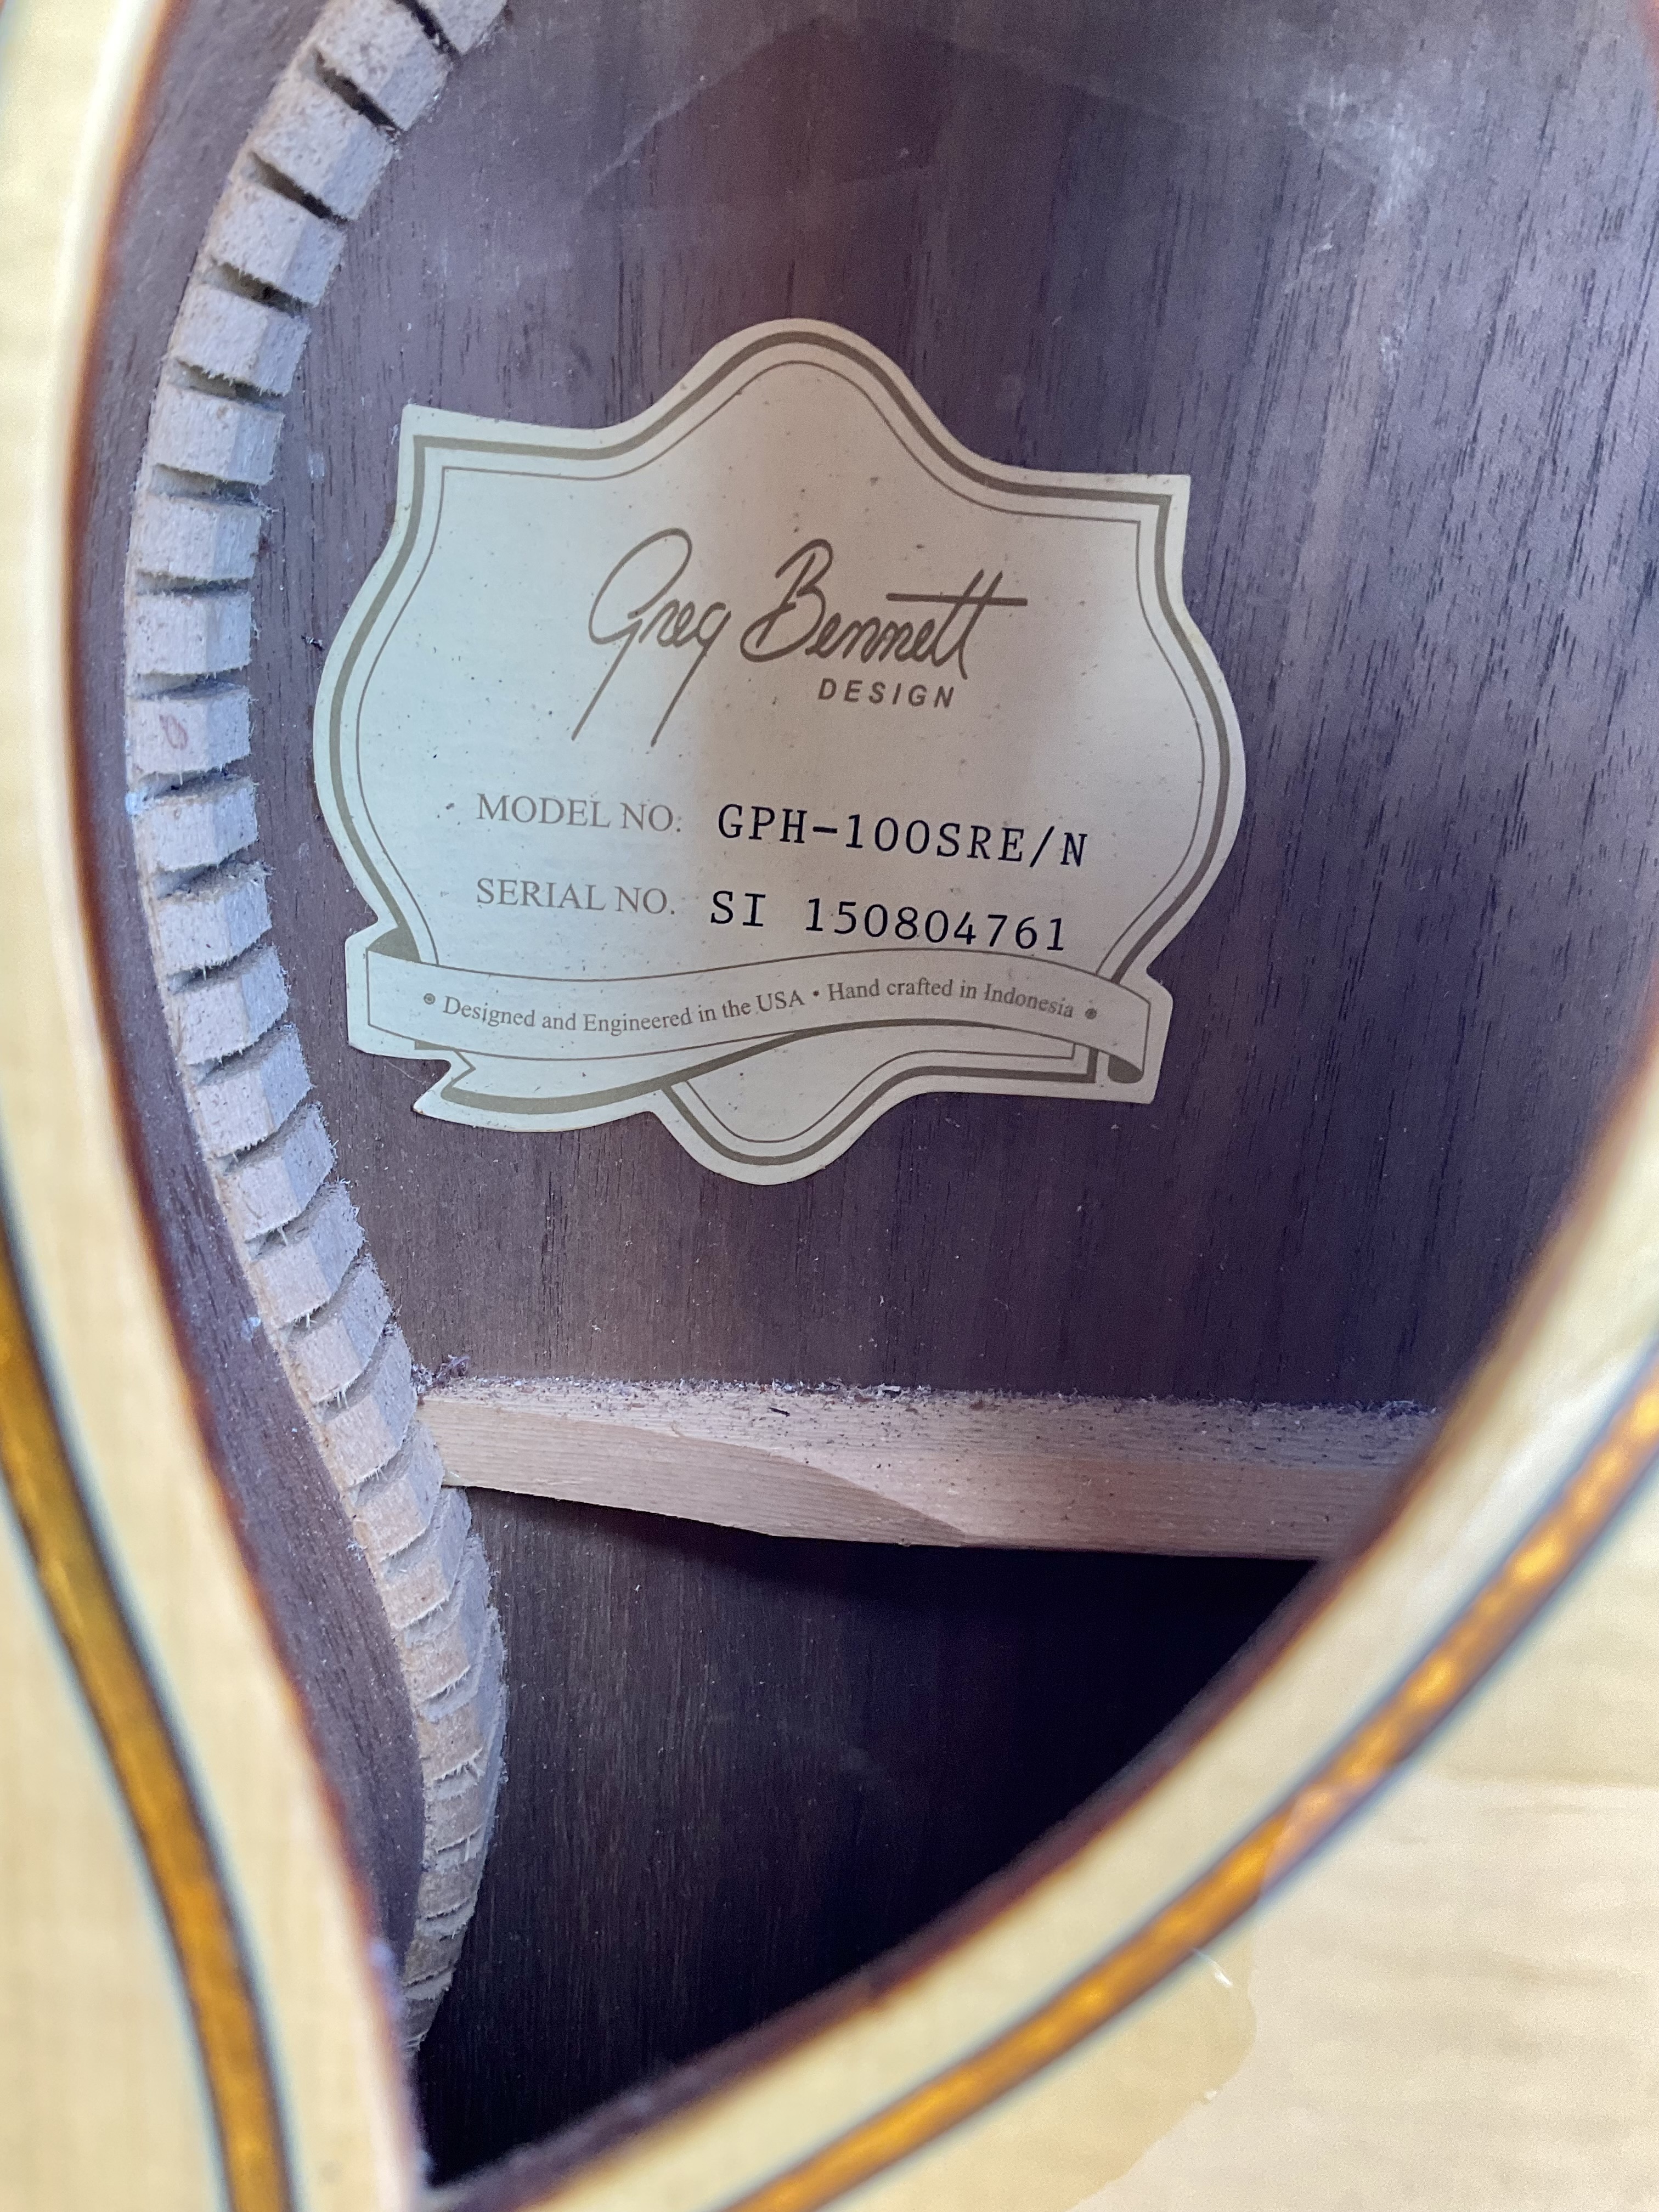 Greg Bennett
DESIGN
MODEL NO. GPH-100SRE/N
SERIAL NO. SI 150804761
Designed and Engineered in the USA • Hand crafted in Indonesia